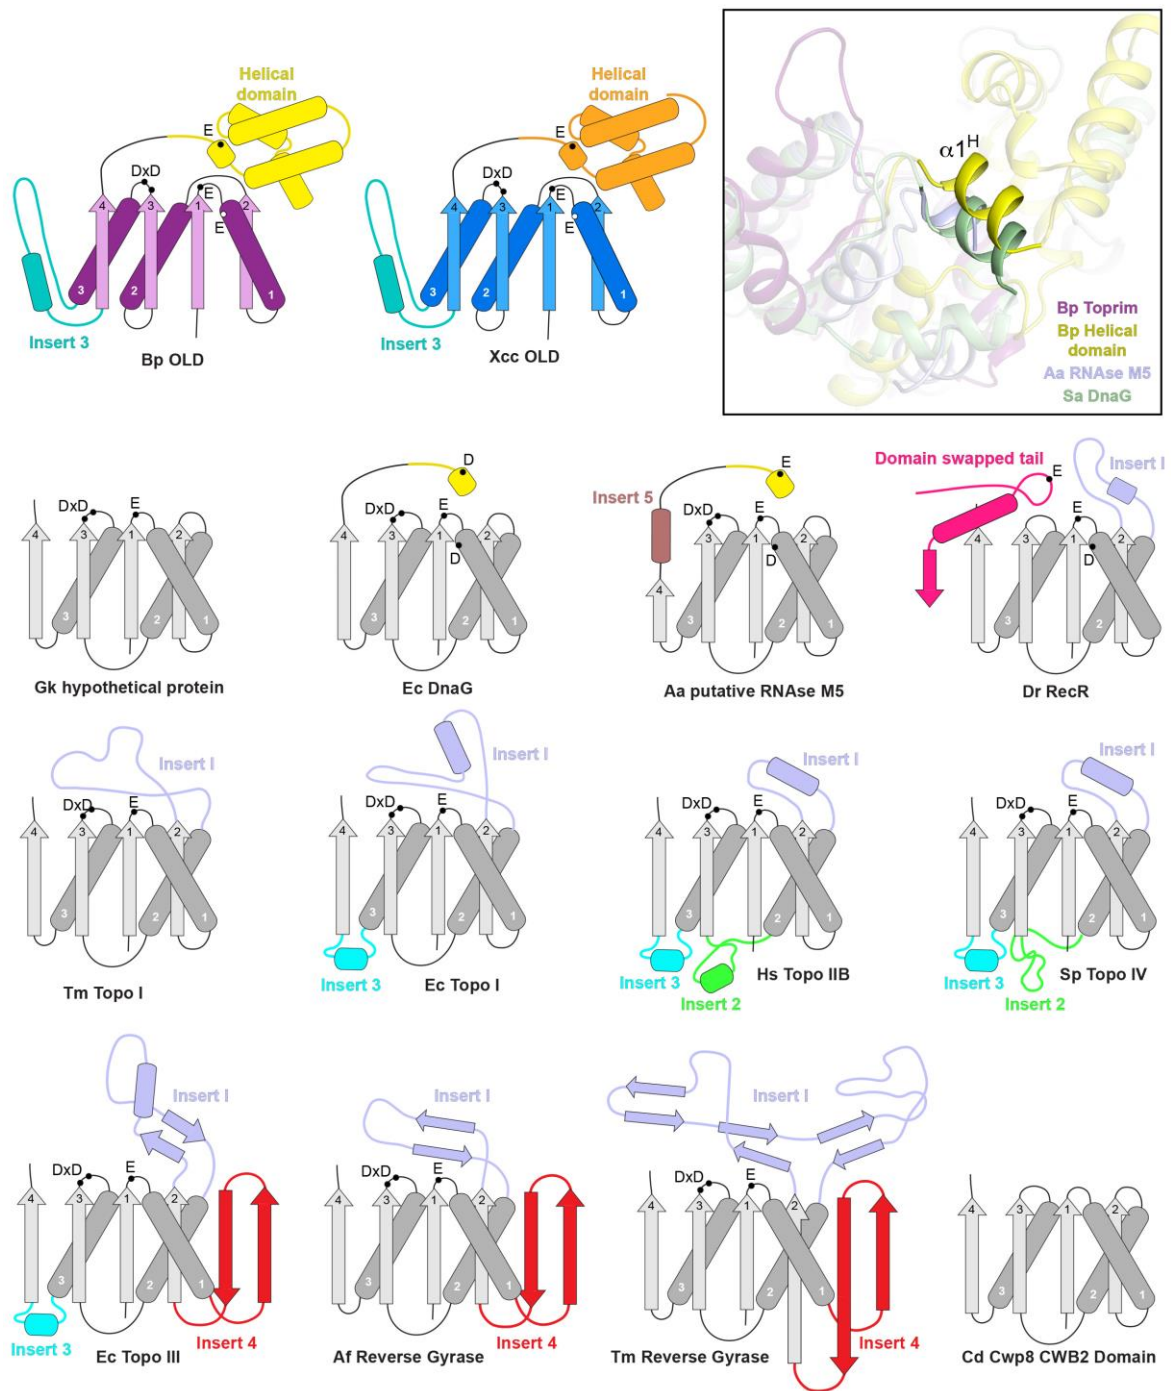 Helical
domain
E
DxD
4
3
1
2
E
E
3
2
1
Insert 3
Bp OLD
Helical
domain
E
DxD
4
3
1
2
E
E
3
2
1
Insert 3
Xcc OLD
α1H
Bp Toprim
Bp Helical
domain
Aa RNAse M5
Sa DnaG
DxD
E
4
3
1
2
3
2
1
Gk hypothetical protein
D
DxD
E
4
3
1
2
D
3
2
1
Ec DnaG
Insert 5
E
DxD
E
3
1
2
D
4
3
2
1
Aa putative RNAse M5
Domain swapped tail
E
Insert I
E
4
3
1
2
D
3
2
1
Dr RecR
Insert I
DxD
E
4
3
1
2
3
2
1
Tm Topo I
Insert I
DxD
E
4
3
1
2
3
2
1
Insert 3
Ec Topo I
Insert I
DxD
E
4
3
1
2
3
2
1
Insert 3
Insert 2
Hs Topo IIB
Insert I
DxD
E
4
3
1
2
3
2
1
Insert 3
Insert 2
Sp Topo IV
Insert I
DxD
E
4
3
1
2
3
2
1
Insert 3
Insert 4
Ec Topo III
Insert I
DxD
E
4
3
1
2
3
2
1
Insert 4
Af Reverse Gyrase
Insert I
DxD
E
4
3
1
2
3
2
1
Insert 4
Tm Reverse Gyrase
4
3
1
2
3
2
1
Cd Cwp8 CWB2 Domain